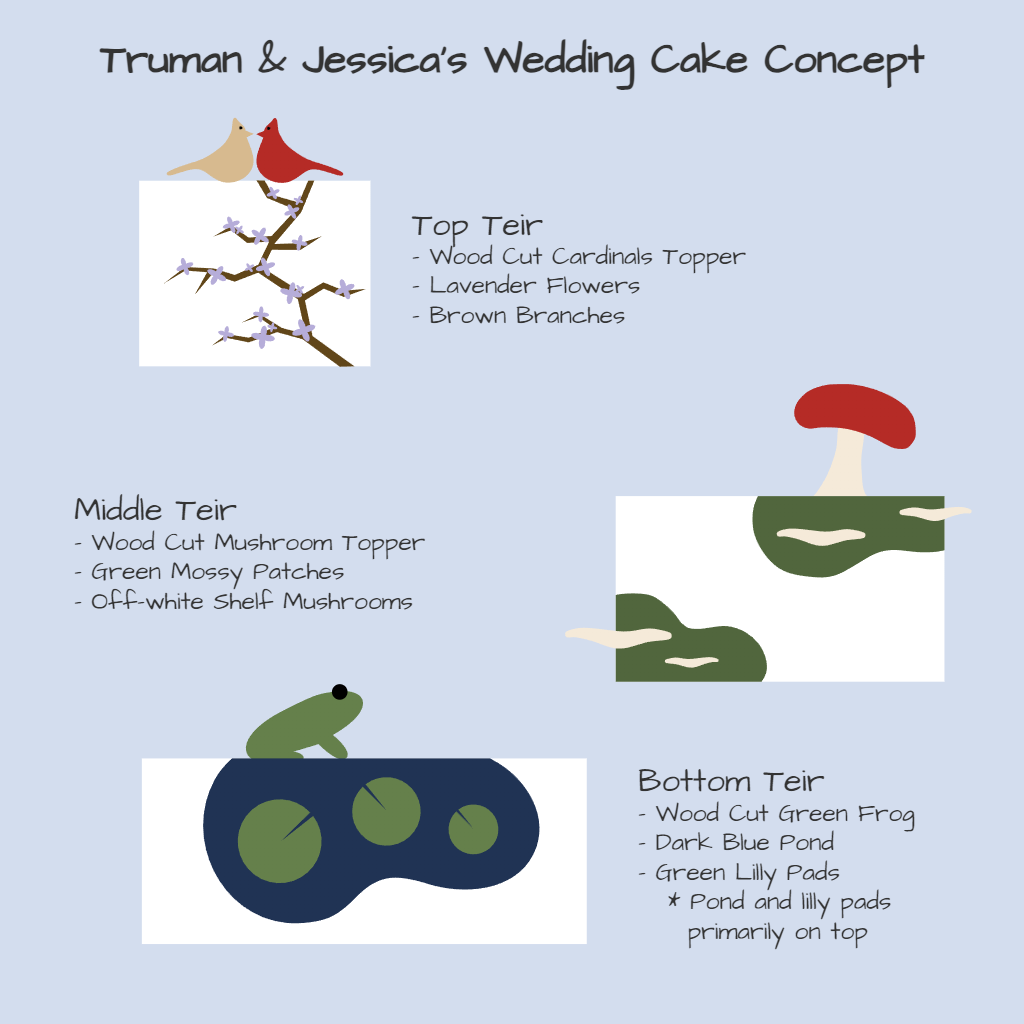 Truman & Jessica's Wedding Cake Concept
Top Teir
- Wood Cut Cardinals Topper
- Lavender Flowers
- Brown Branches
Middle Teir
- Wood Cut Mushroom Topper
- Green Mossy Patches
- Off-white Shelf Mushrooms
Bottom Teir
- Wood Cut Green Frog
- Dark Blue Pond
- Green Lilly Pads
* Pond and lilly pads
primarily on top